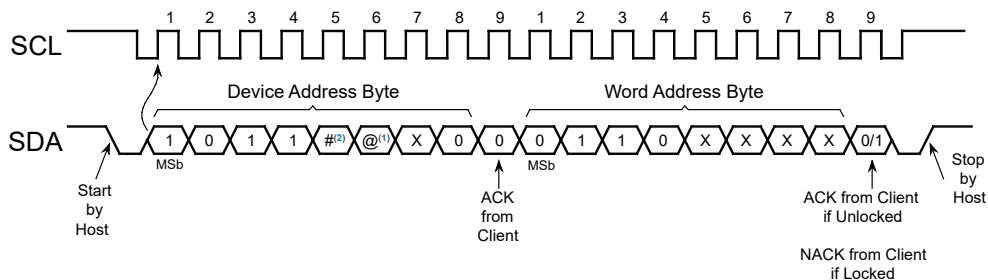 1 2 3 4 5 6 7 8 9 1 2 3 4 5 6 7 8 9
SCL
Device Address Byte Word Address Byte
SDA 1 0 1 1 #(2) @(1) X 0 0 0 1 1 0 X X X X 0/1
MSb MSb
Start
by
Host
ACK
from
Client
ACK from Client
if Unlocked
NACK from Client
if Locked
Stop
by
Host